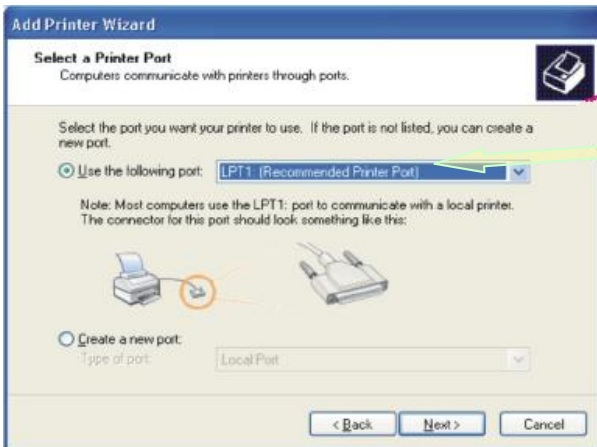 Add Printer Wizard
Select a Printer Port
Computers communicate with printers through ports.
Select the port you want your printer to use. If the port is not listed, you can create a
new port.
Use the following port: LPT1: (Recommended Printer Port)
Note: Most computers use the LPT1: port to communicate with a local printer.
The connector for this port should look something like this:
Create a new port:
Type of port: Local Port
< Back Next > Cancel